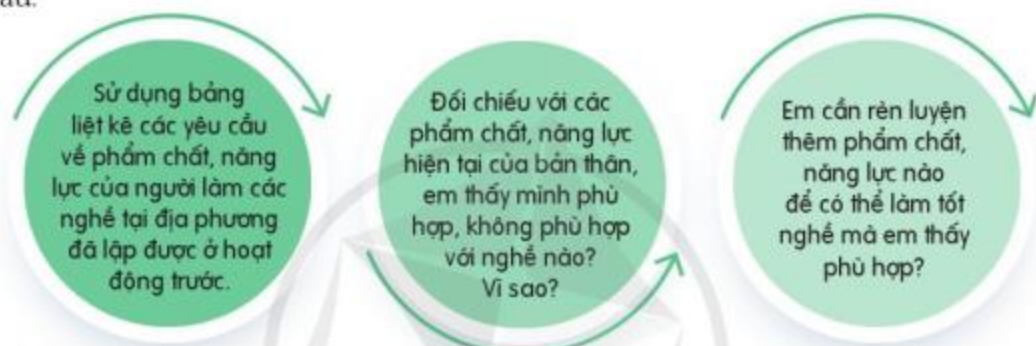 Sử dụng bảng
liệt kê các yêu cầu
về phẩm chất, năng
lực của người làm các
nghề tại địa phương
đã lập được ở hoạt
động trước.
Đối chiếu với các
phẩm chất, năng lực
hiện tại của bản thân,
em thấy mình phù
hợp, không phù hợp
với nghề nào?
Vì sao?
Em cần rèn luyện
thêm phẩm chất,
năng lực nào
để có thể làm tốt
nghề mà em thấy
phù hợp?